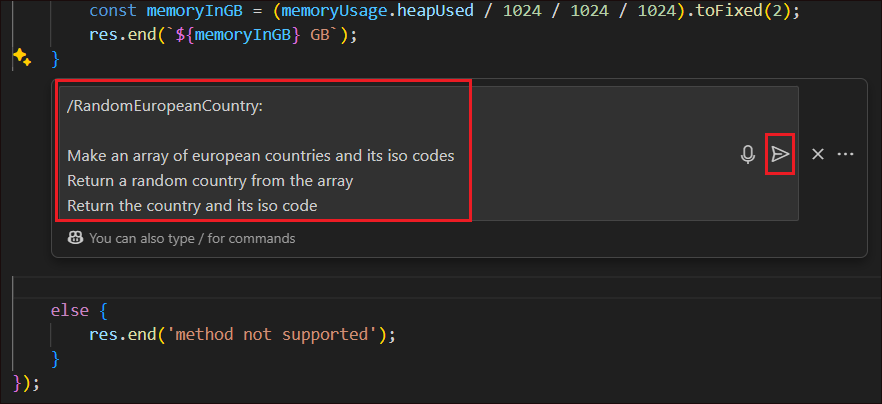 const memoryInGB = (memoryUsage.heapUsed / 1024 / 1024 / 1024).toFixed(2);
res.end(`${memoryInGB} GB`);
}
/RandomEuropeanCountry:
Make an array of european countries and its iso codes
Return a random country from the array
Return the country and its iso code
You can also type / for commands
else {
res.end('method not supported');
}
});